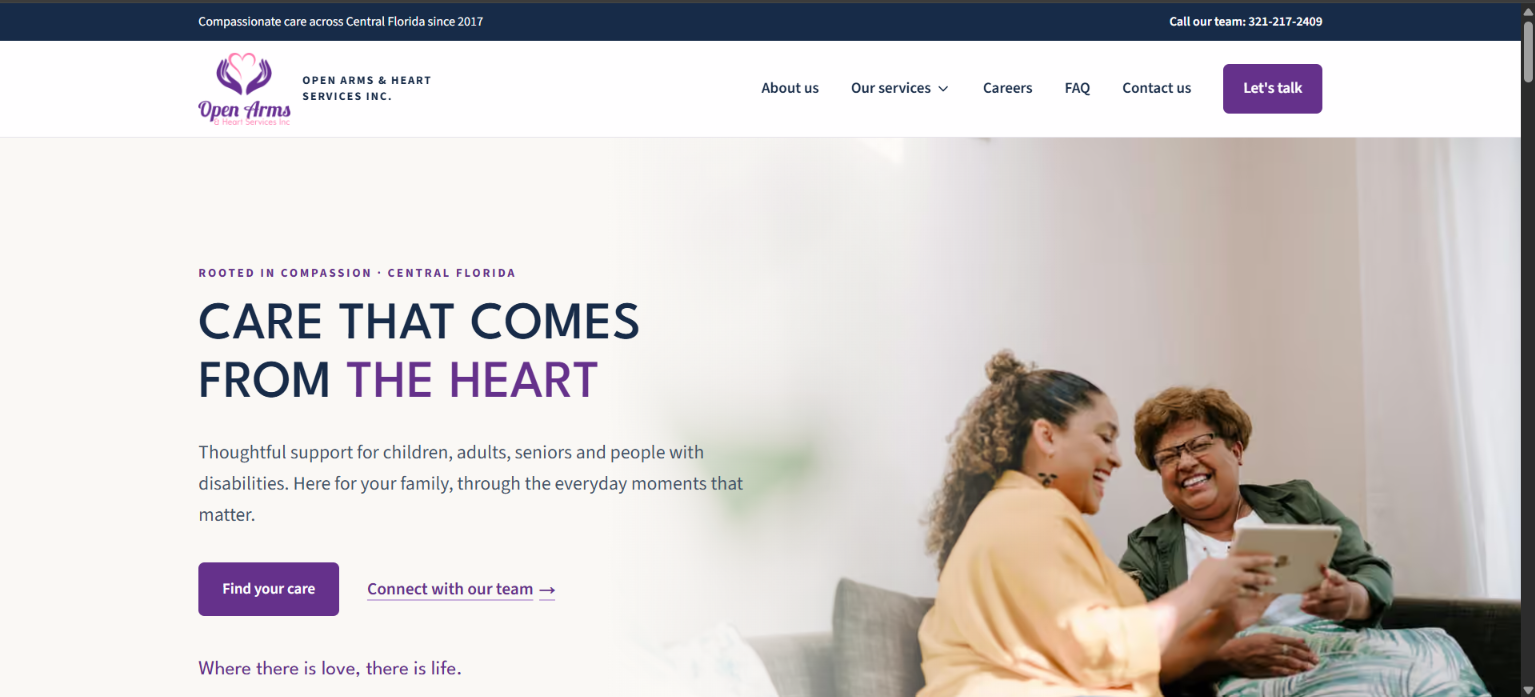 Compassionate care across Central Florida since 2017
Call our team: 321-217-2409
Open Arms
& Heart Services Inc
OPEN ARMS & HEART
SERVICES INC.
About us
Our services
Careers
FAQ
Contact us
Let's talk
ROOTED IN COMPASSION · CENTRAL FLORIDA
CARE THAT COMES
FROM THE HEART
Thoughtful support for children, adults, seniors and people with
disabilities. Here for your family, through the everyday moments that
matter.
Find your care
Connect with our team →
Where there is love, there is life.